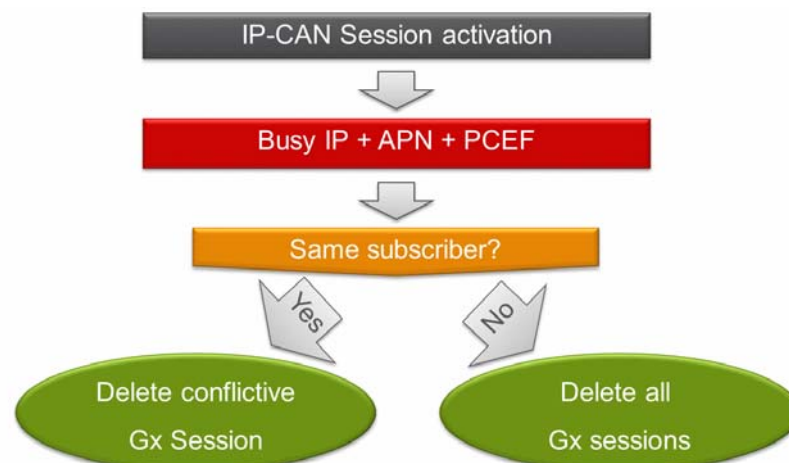 IP-CAN Session activation
Busy IP + APN + PCEF
Same subscriber?
Yes
No
Delete conflictive
Gx Session
Delete all
Gx sessions